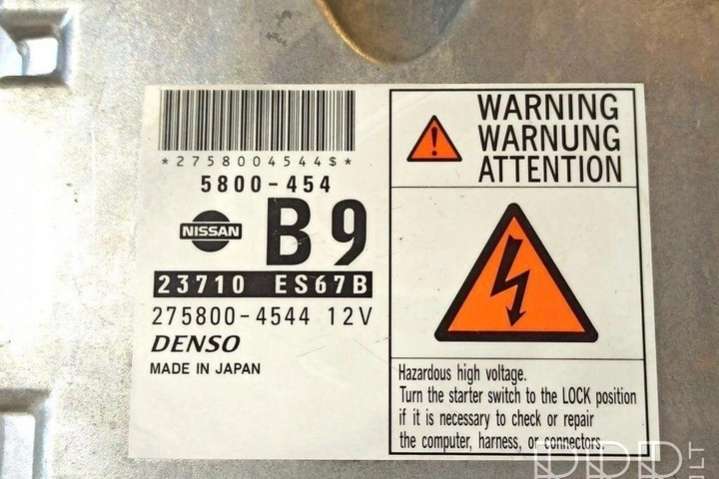 *2758004544$*
5800-454
NISSAN
B9
23710 ES67B
275800-4544 12V
DENSO
MADE IN JAPAN
WARNING
WARNUNG
ATTENTION
Hazardous high voltage.
Turn the starter switch to the LOCK position
if it is necessary to check or repair
the computer, harness, or connectors.